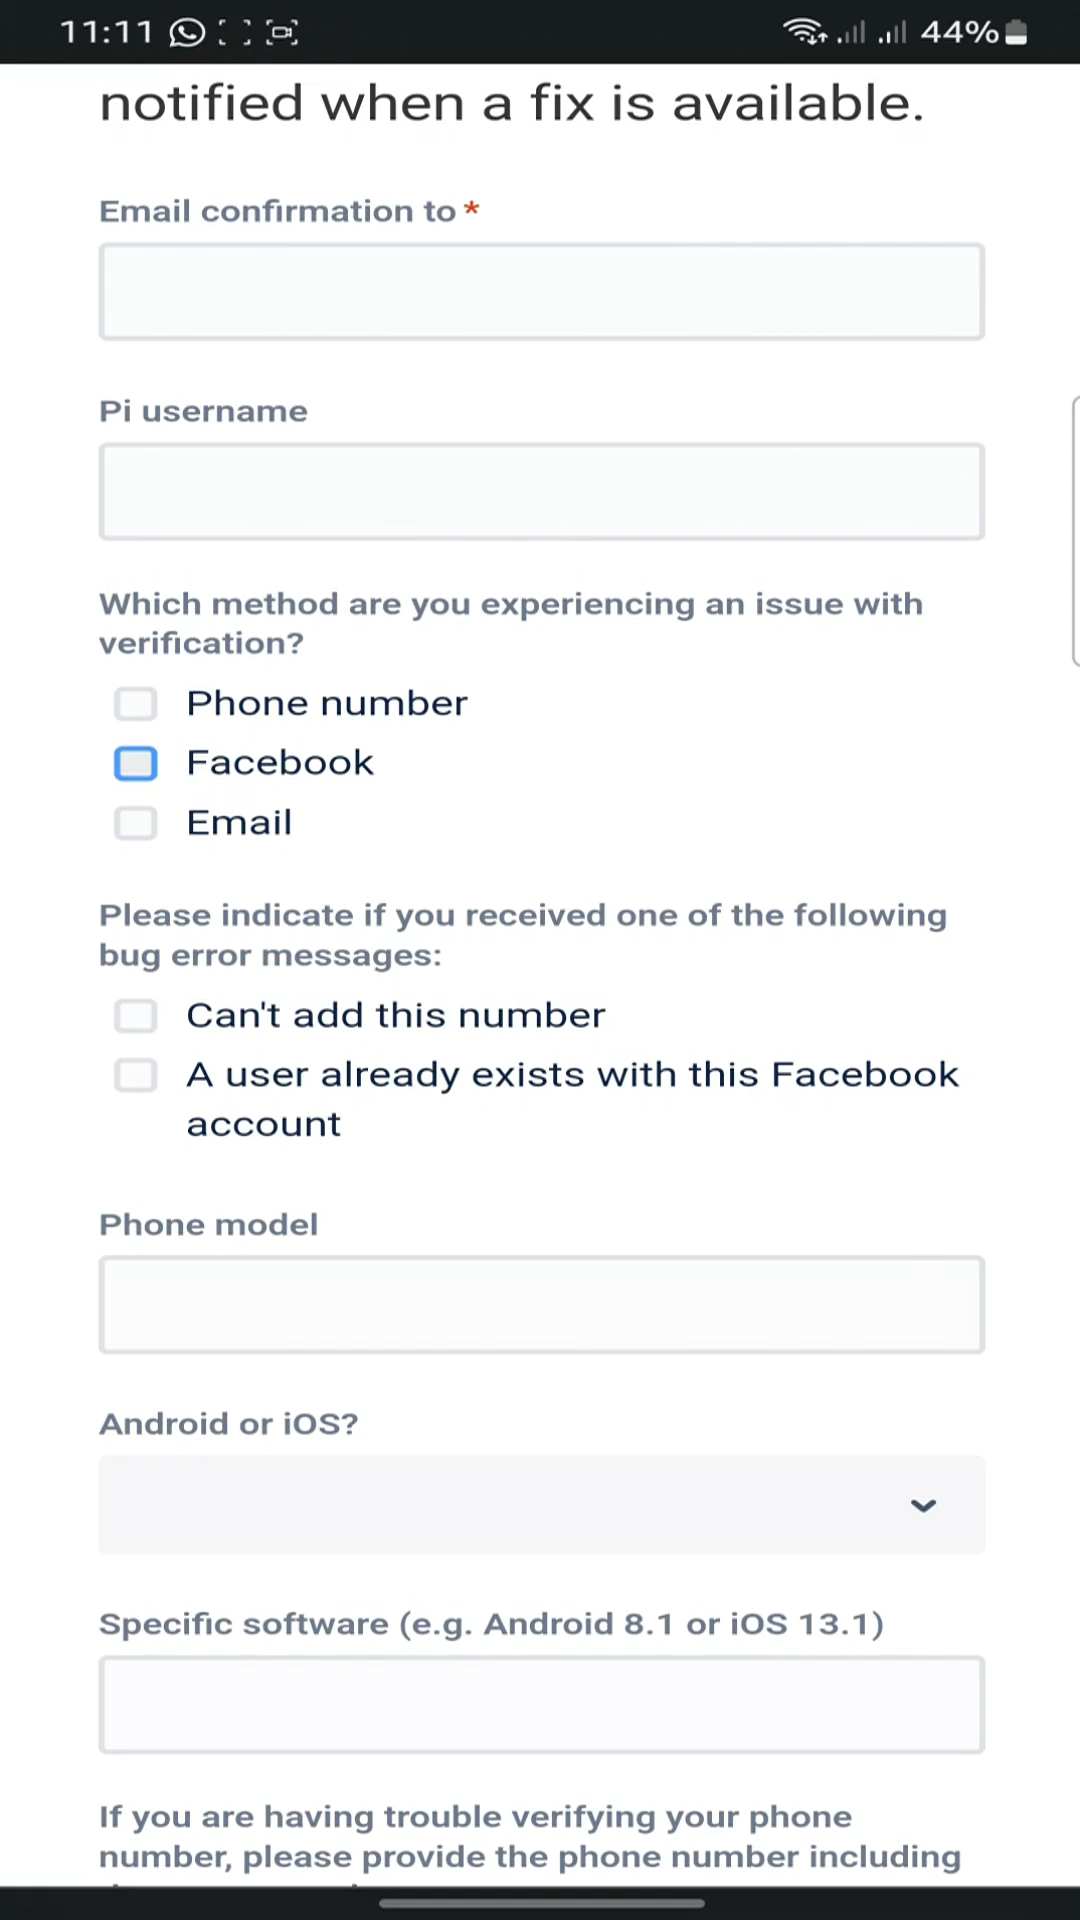 11:11 44%
notified when a fix is available.
Email confirmation to *
Pi username
Which method are you experiencing an issue with
verification?
Phone number
Facebook
Email
Please indicate if you received one of the following
bug error messages:
Can't add this number
A user already exists with this Facebook
account
Phone model
Android or iOS?
Specific software (e.g. Android 8.1 or iOS 13.1)
If you are having trouble verifying your phone
number, please provide the phone number including